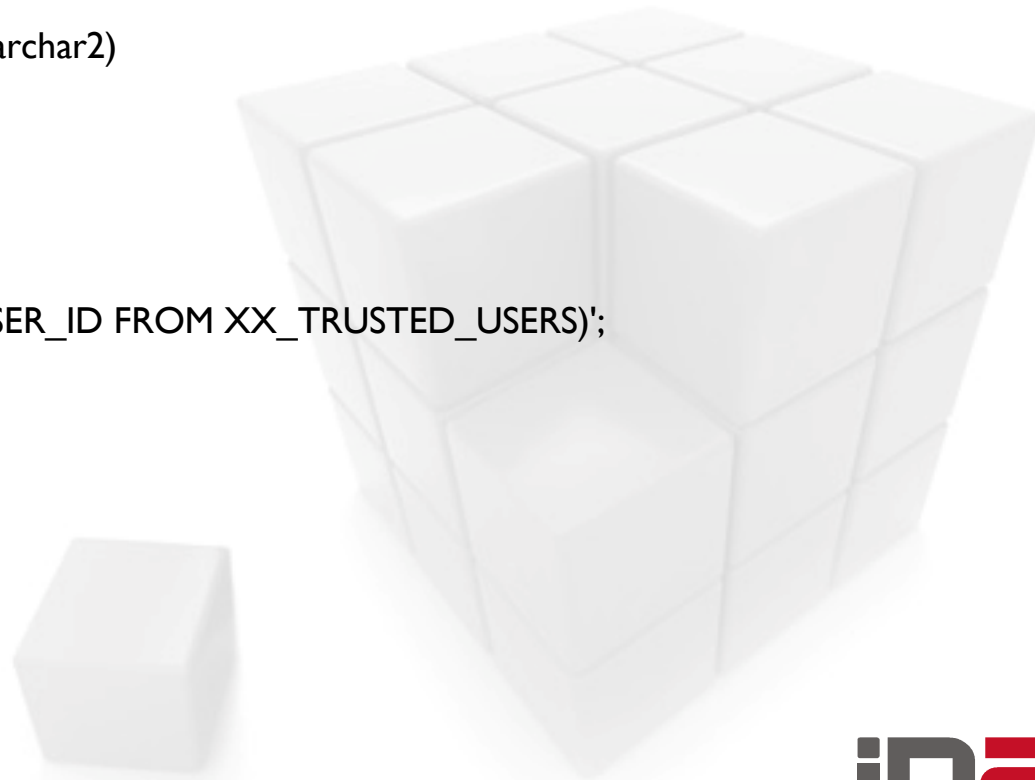 archar2)
SER_ID FROM XX_TRUSTED_USERS)';